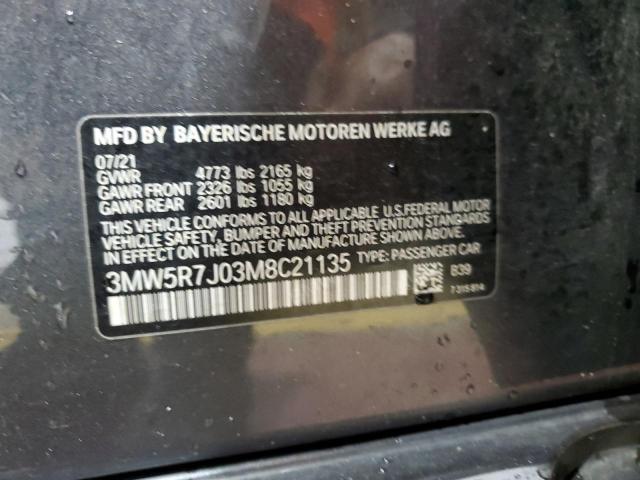 MFD BY BAYERISCHE MOTOREN WERKE AG
07/21
GVWR 4773 lbs 2165 kg
GAWR FRONT 2326 lbs 1055 kg
GAWR REAR 2601 lbs 1180 kg
THIS VEHICLE CONFORMS TO ALL APPLICABLE U.S.FEDERAL MOTOR
VEHICLE SAFETY, BUMPER AND THEFT PREVENTION STANDARDS
IN EFFECT ON THE DATE OF MANUFACTURE SHOWN ABOVE.
3MW5R7J03M8C21135 TYPE: PASSENGER CAR
B39
7315814